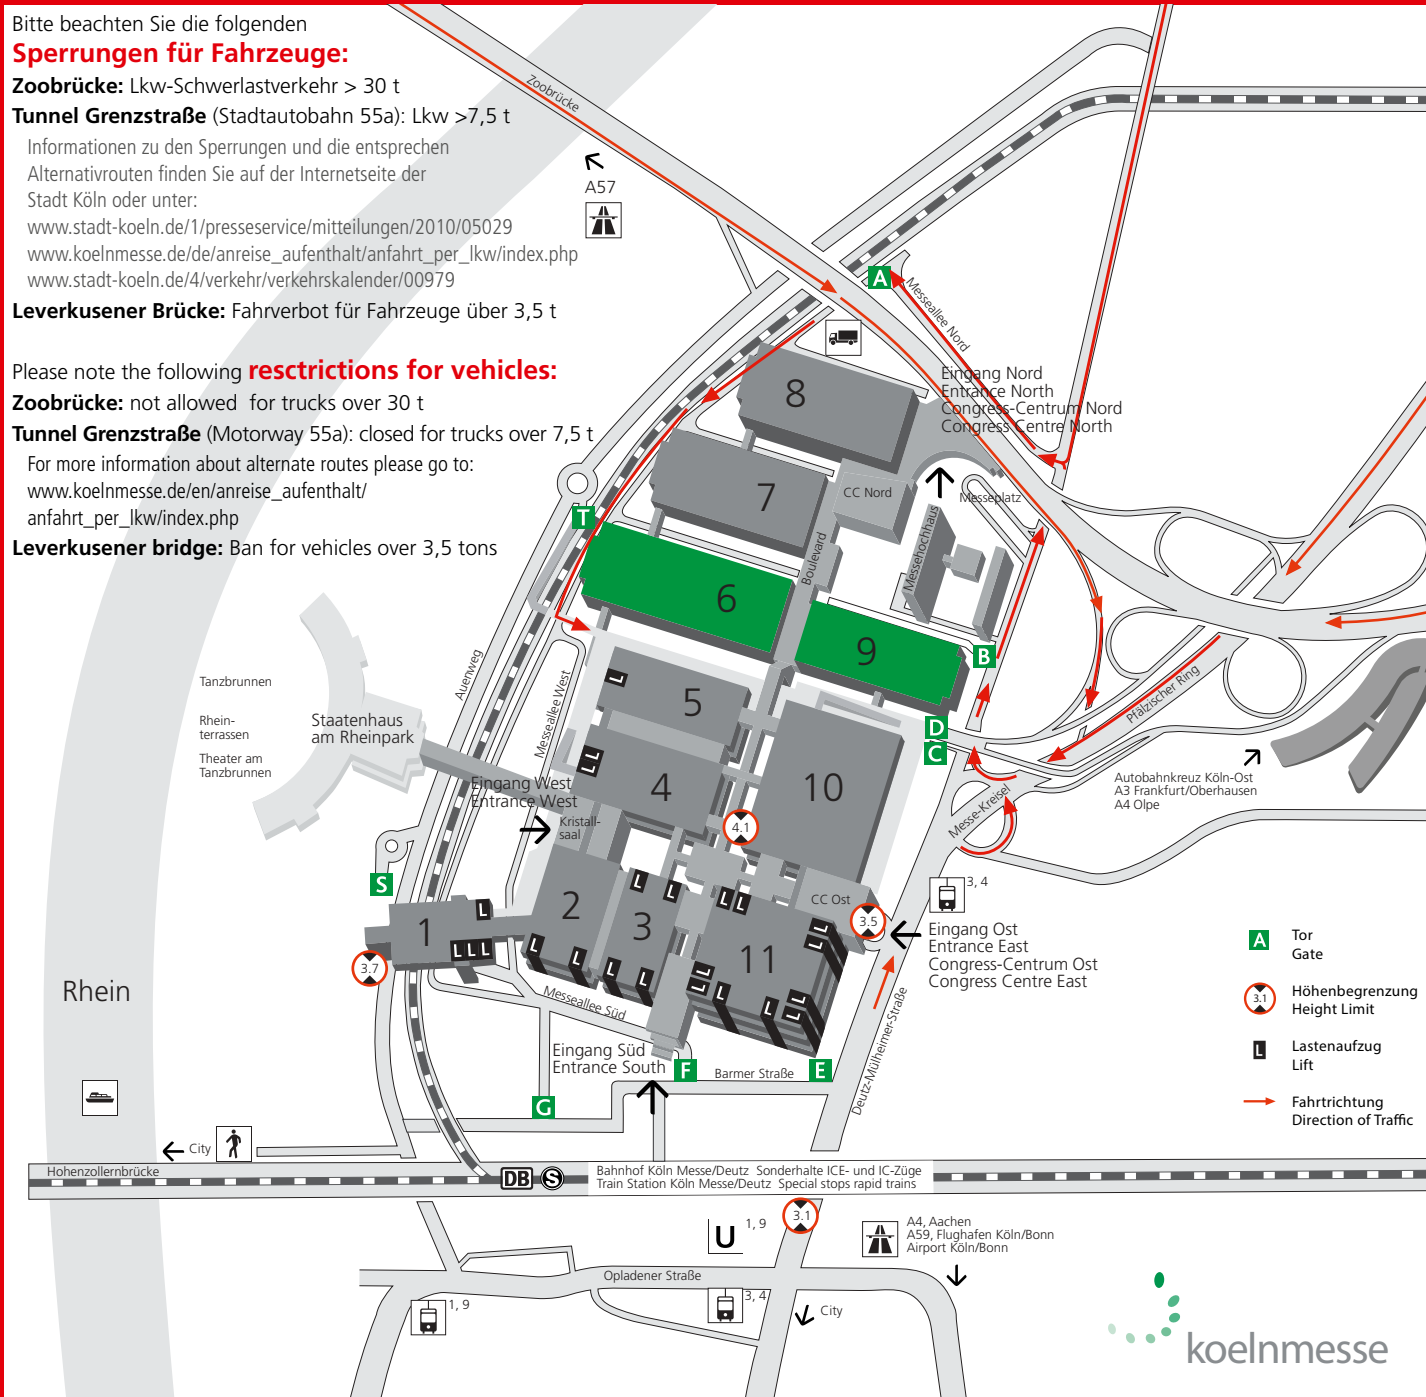 Bitte beachten Sie die folgenden
Sperrungen für Fahrzeuge:
Zoobrücke: Lkw-Schwerlastverkehr > 30 t
Tunnel Grenzstraße (Stadtautobahn 55a): Lkw >7,5 t
Informationen zu den Sperrungen und die entsprechen
Alternativrouten finden Sie auf der Internetseite der
Stadt Köln oder unter:
www.stadt-koeln.de/1/presseservice/mitteilungen/2010/05029
www.koelnmesse.de/de/anreise_aufenthalt/anfahrt_per_lkw/index.php
www.stadt-koeln.de/4/verkehr/verkehrskalender/00979
Leverkusener Brücke: Fahrverbot für Fahrzeuge über 3,5 t
Please note the following resctrictions for vehicles:
Zoobrücke: not allowed for trucks over 30 t
Tunnel Grenzstraße (Motorway 55a): closed for trucks over 7,5 t
For more information about alternate routes please go to:
www.koelnmesse.de/en/anreise_aufenthalt/
anfahrt_per_lkw/index.php
Leverkusener bridge: Ban for vehicles over 3,5 tons
Zoobrücke
A57
A
Messeallee Nord
Eingang Nord
Entrance North
Congress-Centrum Nord
Congress Centre North
8
7
CC Nord
Messeplatz
Messehochhaus
Boulevard
T
6
9
B
D
C
Pfälzischer Ring
Messe-Kreisel
Autobahnkreuz Köln-Ost
A3 Frankfurt/Oberhausen
A4 Olpe
Auenweg
Messeallee West
Tanzbrunnen
Rhein-
terrassen
Theater am
Tanzbrunnen
Staatenhaus
am Rheinpark
Eingang West
Entrance West
Kristall-
saal
L
5
L
L
4
10
4.1
S
L
1
L L L
3.7
2
L
L
3
L
L
L
L
L
L
11
L
L
L
L
L
L
L
L
CC Ost
3.5
3, 4
Eingang Ost
Entrance East
Congress-Centrum Ost
Congress Centre East
Deutz-Mülheimer-Straße
Messeallee Süd
Eingang Süd
Entrance South
F
Barmer Straße
E
G
Rhein
City
Hohenzollernbrücke
DB
S
Bahnhof Köln Messe/Deutz Sonderhalte ICE- und IC-Züge
Train Station Köln Messe/Deutz Special stops rapid trains
3.1
U
1, 9
A4, Aachen
A59, Flughafen Köln/Bonn
Airport Köln/Bonn
Opladener Straße
1, 9
3, 4
City
A
Tor
Gate
3.1
Höhenbegrenzung
Height Limit
L
Lastenaufzug
Lift
Fahrtrichtung
Direction of Traffic
koelnmesse